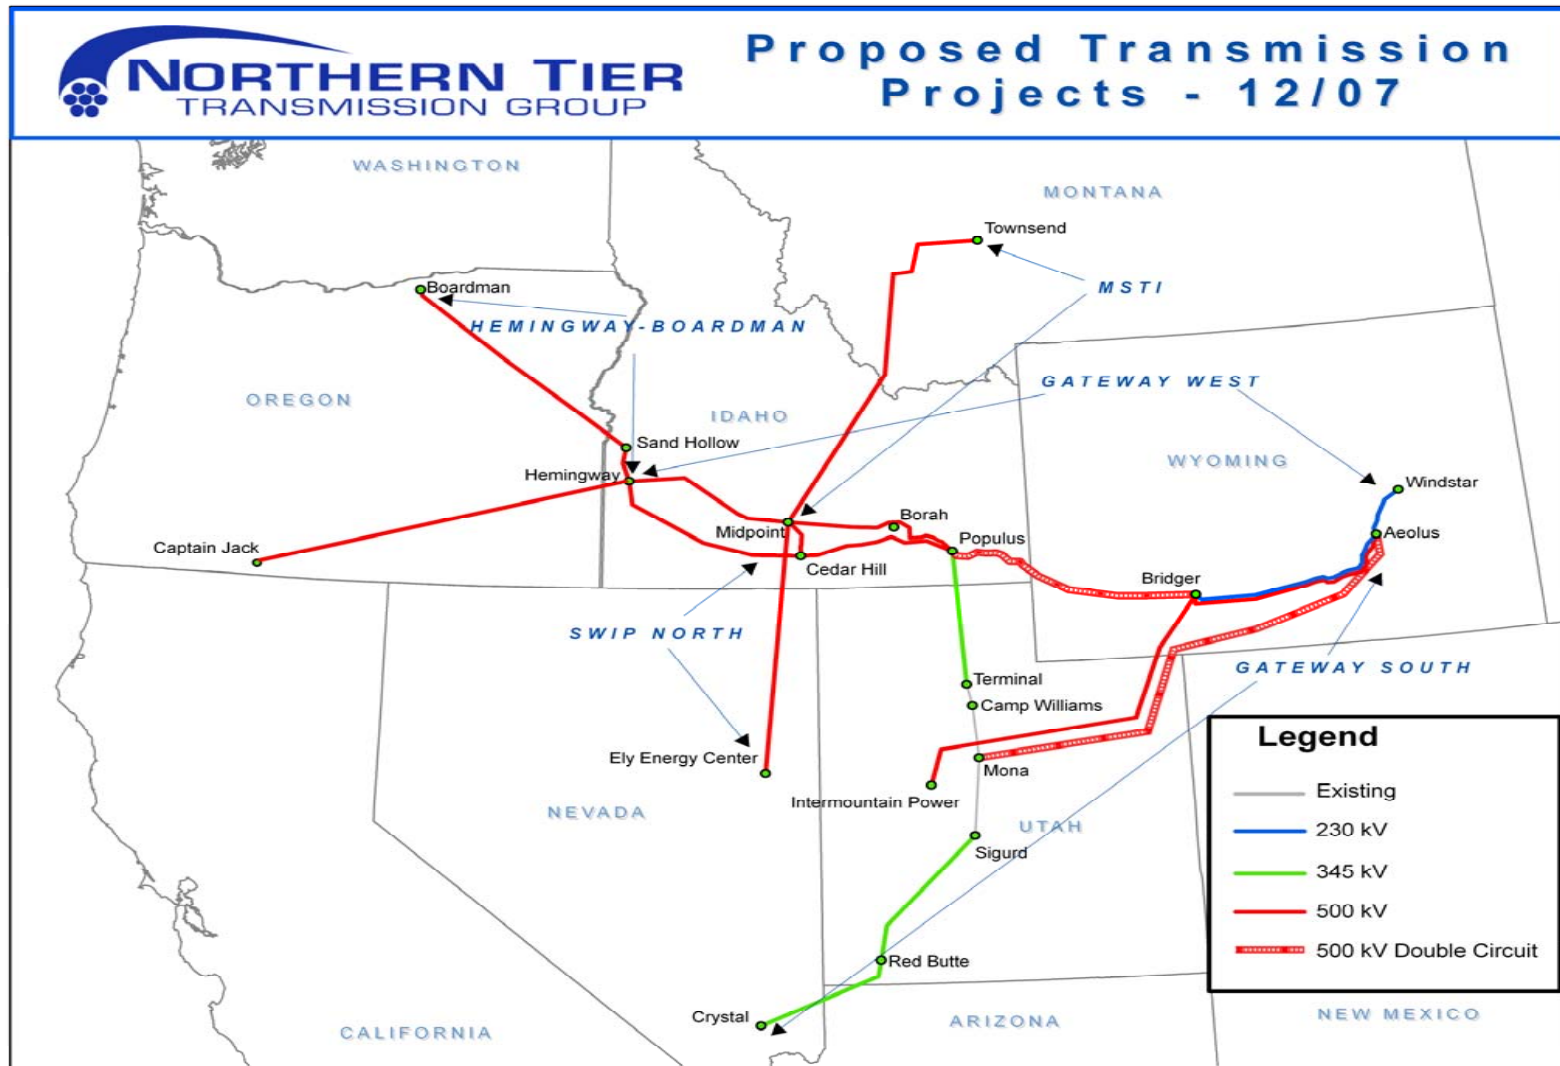 NORTHERN TIER
TRANSMISSION GROUP
Proposed Transmission
Projects - 12/07
WASHINGTON
MONTANA
Townsend
MSTI
Boardman
HEMINGWAY-BOARDMAN
GATEWAY WEST
OREGON
IDAHO
Sand Hollow
WYOMING
Hemingway
Windstar
Borah
Midpoint
Populus
Aeolus
Captain Jack
Cedar Hill
Bridger
SWIP NORTH
GATEWAY SOUTH
Terminal
Camp Williams
Ely Energy Center
Mona
Intermountain Power
NEVADA
UTAH
Sigurd
Red Butte
Crystal
CALIFORNIA
ARIZONA
NEW MEXICO
Legend
Existing
230 kV
345 kV
500 kV
500 kV Double Circuit